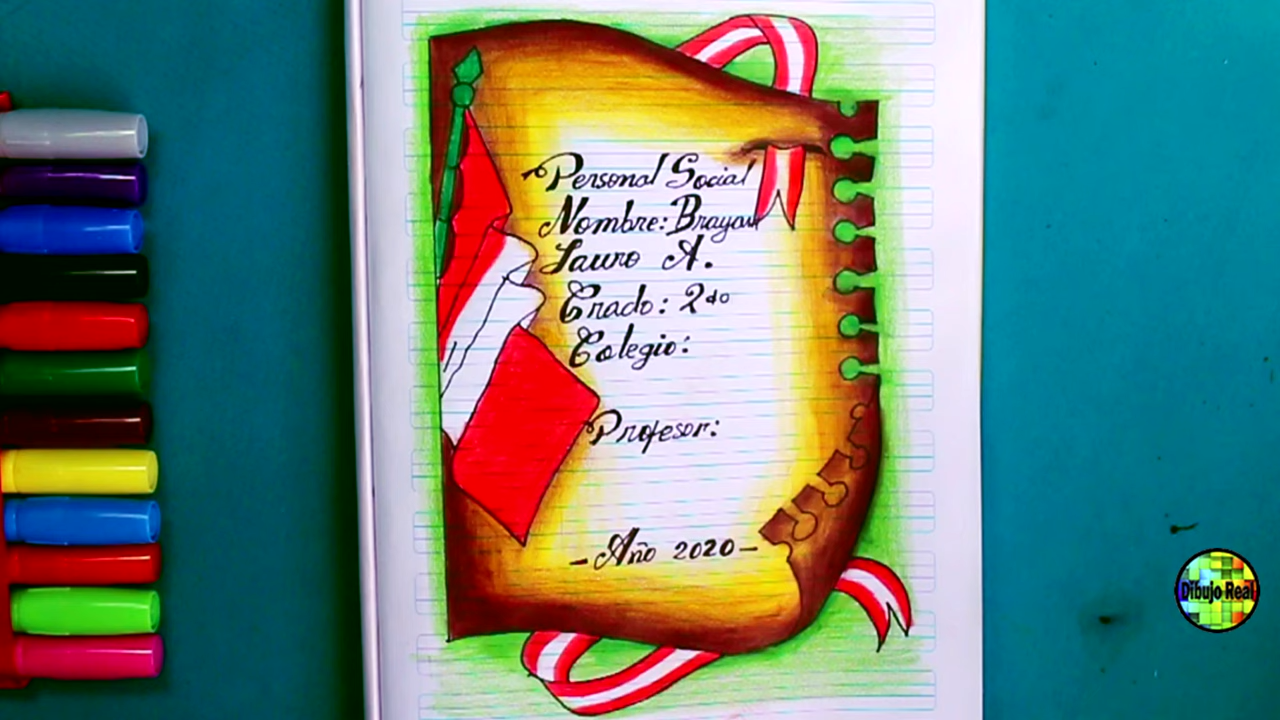 Personal Social
Nombre: Brayan
Lauro A.
Grado: 2do
Colegio:
Profesor:
- Año 2020 -
Dibujo Real